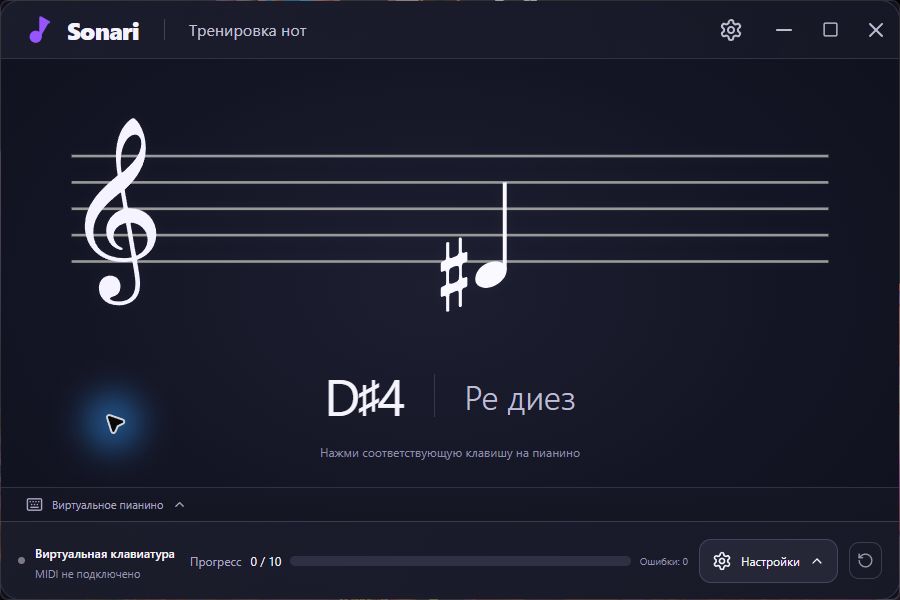 Sonari
Тренировка нот
D♯4
Ре диез
Нажми соответствующую клавишу на пианино
Виртуальное пианино
Виртуальная клавиатура
MIDI не подключено
Прогресс 0 / 10
Ошибки: 0
Настройки